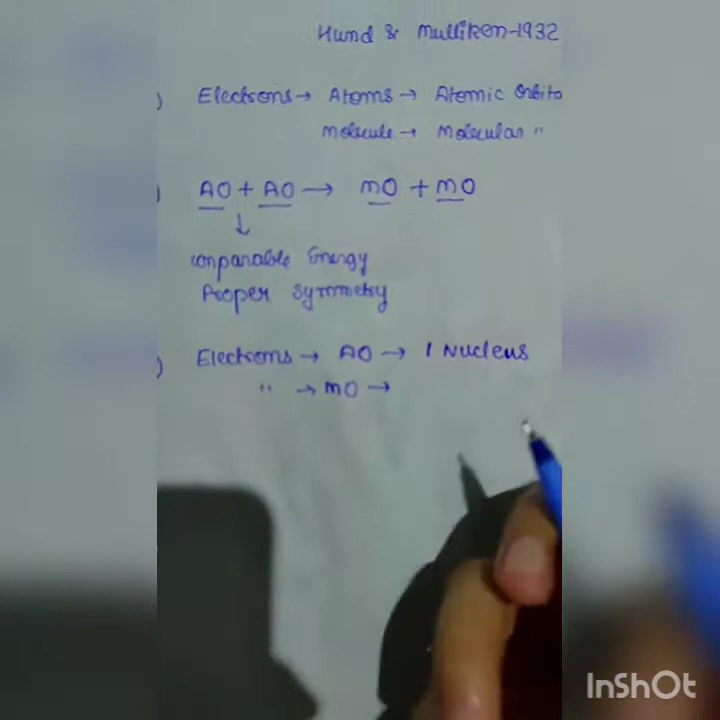 Hund & Mulliken-1932
) Electrons → Atoms → Atomic Orbita
Molecule → Molecular "
) AO + AO → MO + MO
↓
Comparable Energy
Proper Symmetry
) Electrons → AO → 1 Nucleus
" → MO →
InShOt